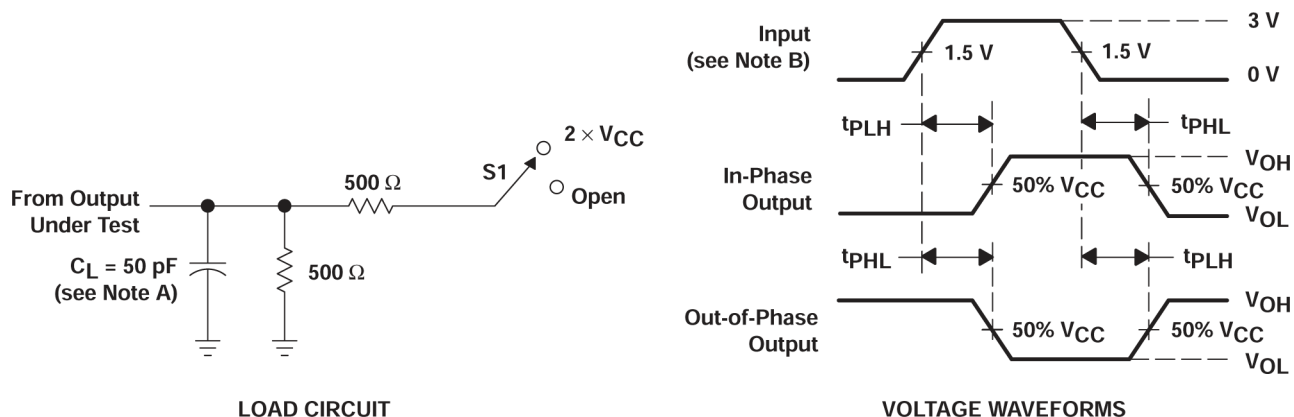 2 × VCC
S1
500 Ω
Open
From Output
Under Test
CL = 50 pF
(see Note A)
500 Ω
LOAD CIRCUIT
Input
(see Note B)
3 V
1.5 V
1.5 V
0 V
tPLH
tPHL
In-Phase
Output
VOH
50% VCC
50% VCC
VOL
tPHL
tPLH
Out-of-Phase
Output
VOH
50% VCC
50% VCC
VOL
VOLTAGE WAVEFORMS